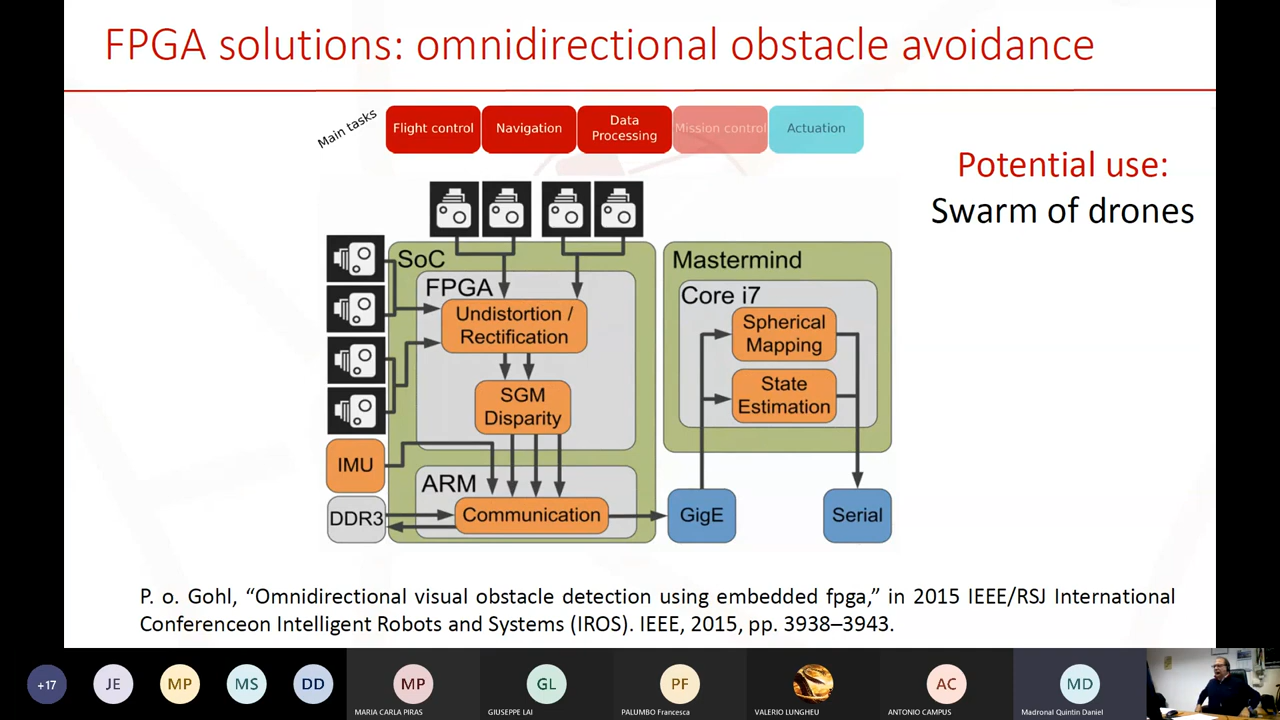 FPGA solutions: omnidirectional obstacle avoidance
Main tasks
Flight control
Navigation
Data
Processing
Mission control
Actuation
Potential use:
Swarm of drones
SoC
FPGA
Undistortion /
Rectification
SGM
Disparity
IMU
DDR3
ARM
Communication
Mastermind
Core i7
Spherical
Mapping
State
Estimation
GigE
Serial
P. o. Gohl, “Omnidirectional visual obstacle detection using embedded fpga,” in 2015 IEEE/RSJ International
Conferenceon Intelligent Robots and Systems (IROS). IEEE, 2015, pp. 3938–3943.
+17
JE
MP
MS
DD
MP
MARIA CARLA PIRAS
GL
GIUSEPPE LAI
PF
PALUMBO Francesca
VALERIO LUNGHEU
AC
ANTONIO CAMPUS
MD
Madronal Quintin Daniel